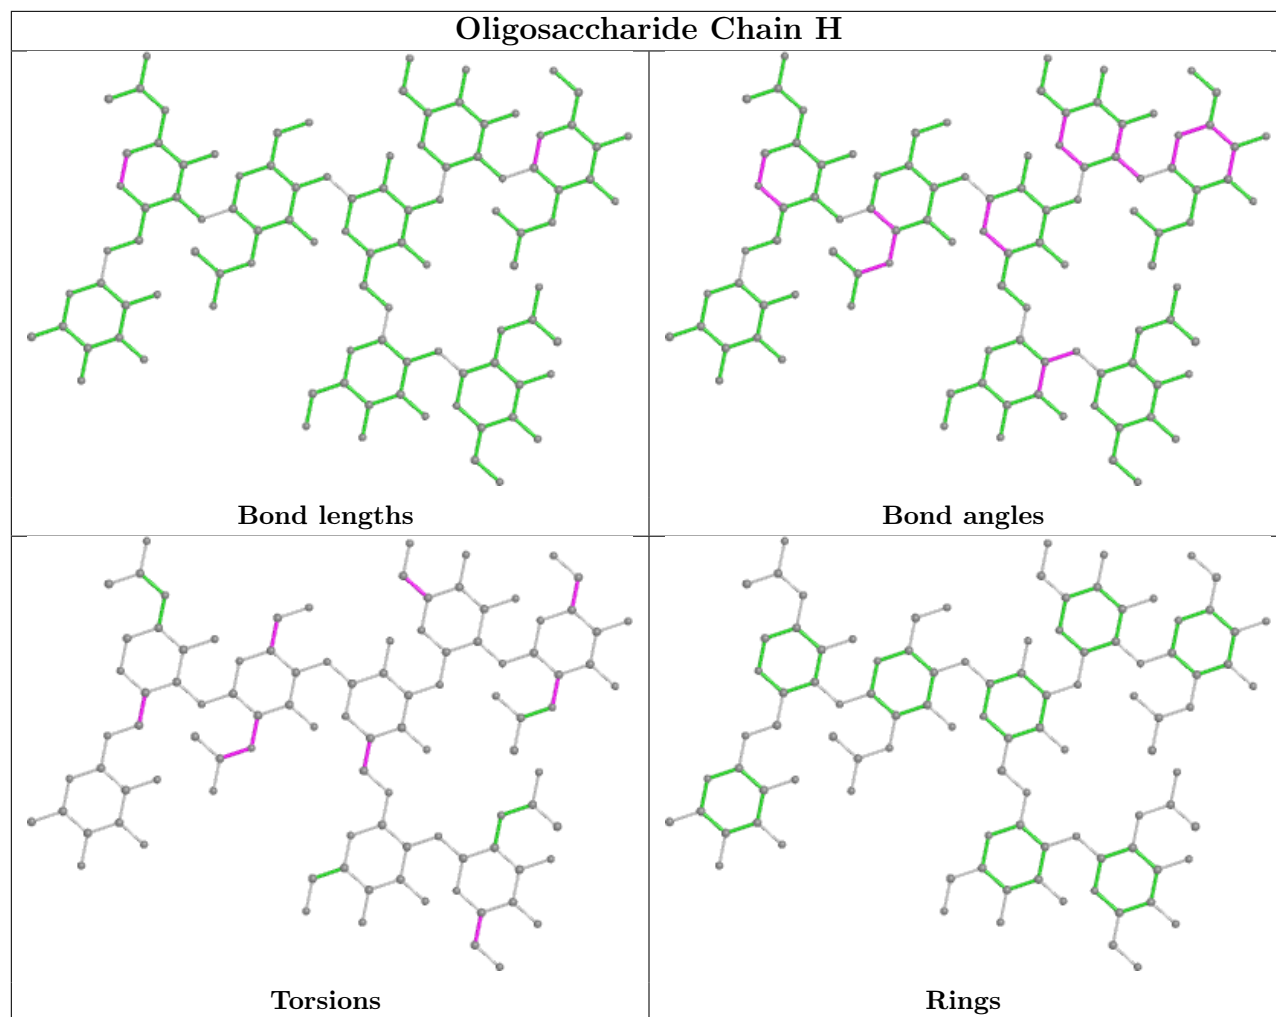 Oligosaccharide Chain H
Bond lengths
Bond angles
Torsions
Rings